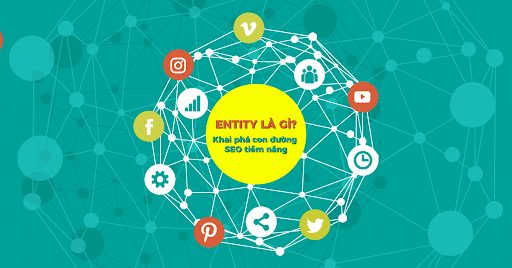 ENTITY LÀ GÌ?
Khai phá con đường
SEO tiềm năng